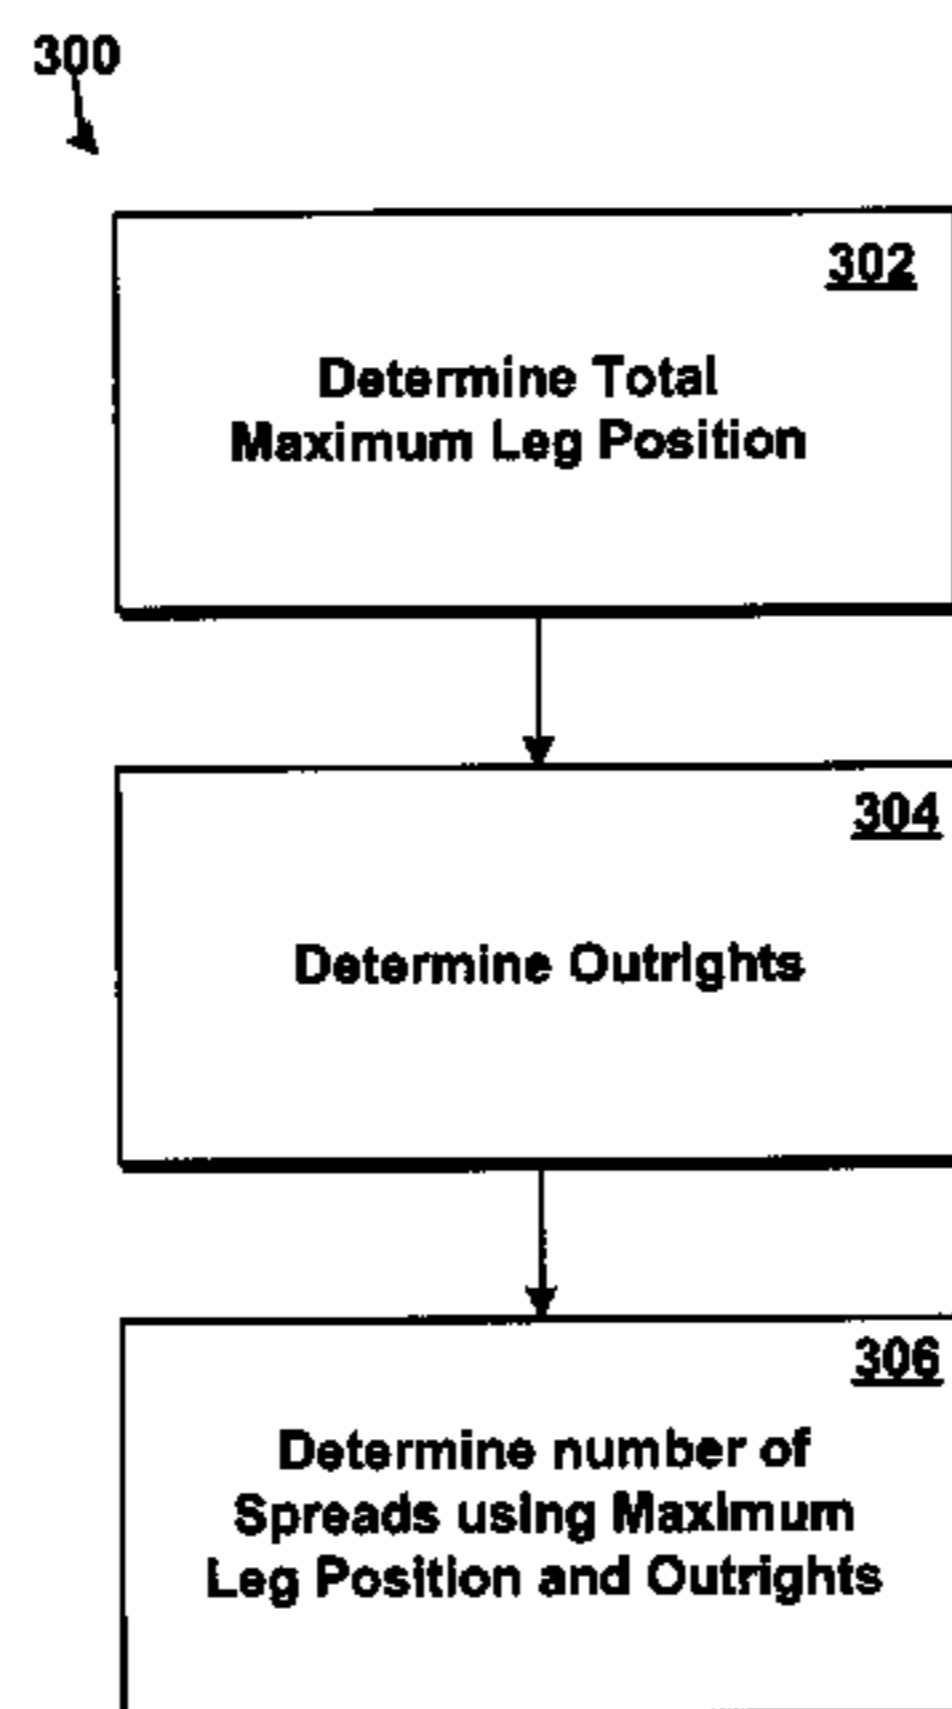 300
302
Determine Total
Maximum Leg Position
304
Determine Outrights
306
Determine number of
Spreads using Maximum
Leg Position and Outrights